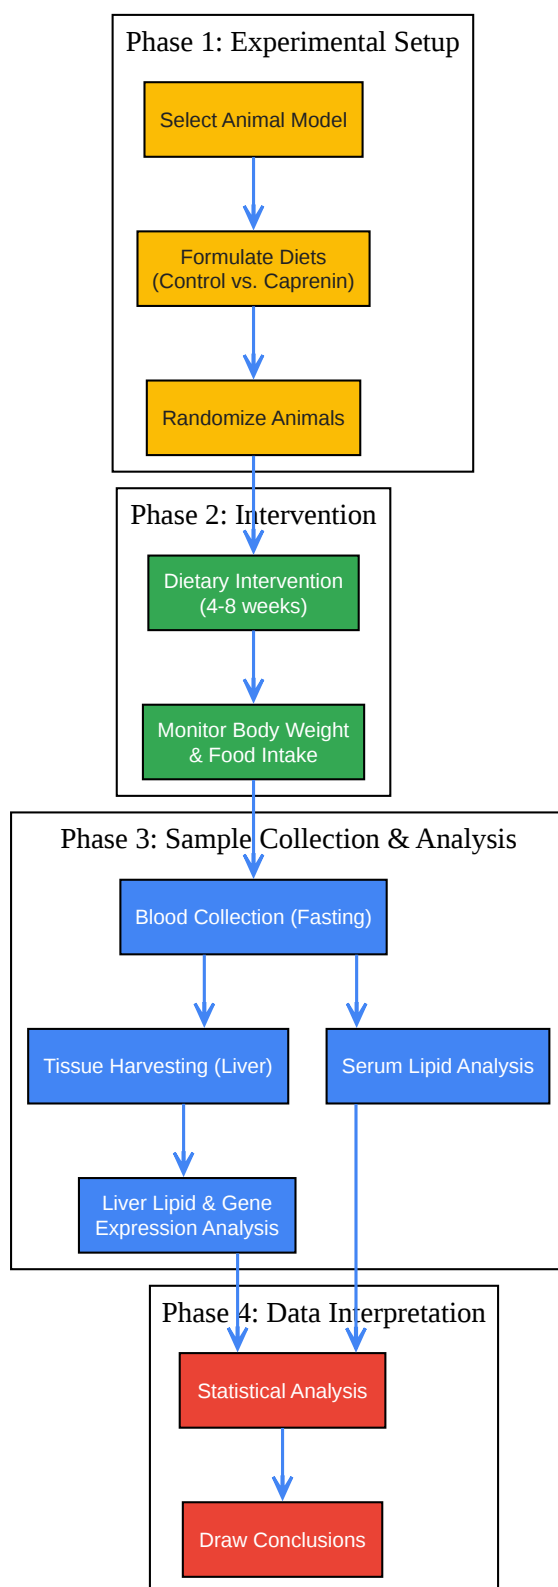 Phase 1: Experimental Setup
Select Animal Model
Formulate Diets
(Control vs. Caprenin)
Randomize Animals
Phase 2: Intervention
Dietary Intervention
(4-8 weeks)
Monitor Body Weight
& Food Intake
Phase 3: Sample Collection & Analysis
Blood Collection (Fasting)
Tissue Harvesting (Liver)
Serum Lipid Analysis
Liver Lipid & Gene
Expression Analysis
Phase 4: Data Interpretation
Statistical Analysis
Draw Conclusions